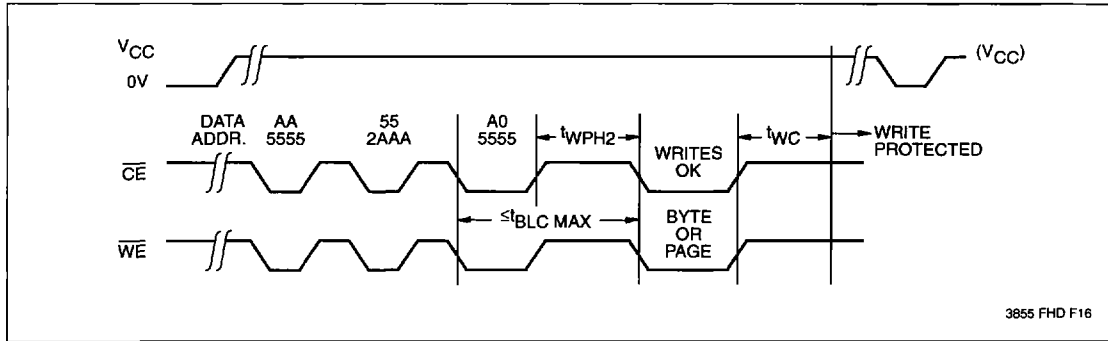 VCC
0V
(VCC)
DATA AA 55 A0
ADDR. 5555 2AAA 5555
tWPH2
WRITES
OK
tWC
WRITE
PROTECTED
CE
≤tBLC MAX
BYTE
OR
PAGE
WE
3855 FHD F16